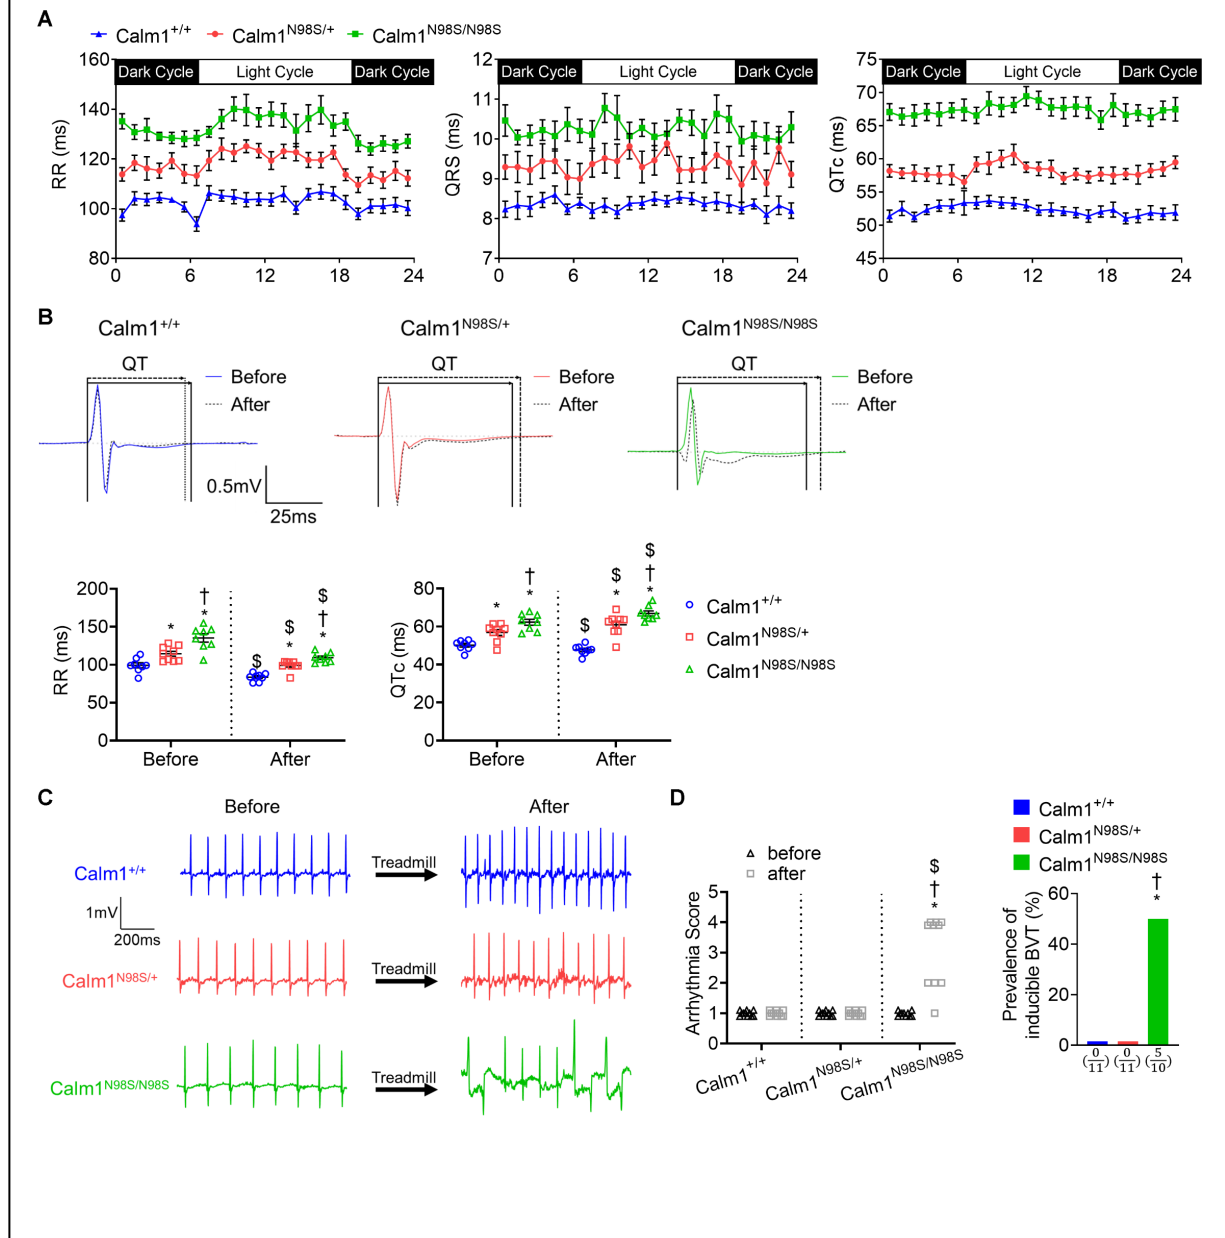 A
Calm1+/+ Calm1N98S/+ Calm1N98S/N98S
160
140
120
100
80
RR (ms)
Dark Cycle Light Cycle Dark Cycle
0 6 12 18 24
12
11
10
9
8
7
QRS (ms)
Dark Cycle Light Cycle Dark Cycle
0 6 12 18 24
75
70
65
60
55
50
45
QTc (ms)
Dark Cycle Light Cycle Dark Cycle
0 6 12 18 24
B
Calm1+/+
QT
Before
After
0.5mV
25ms
Calm1N98S/+
QT
Before
After
Calm1N98S/N98S
QT
Before
After
200
150
100
50
0
RR (ms)
*
†
*
$
$
*
$
†
*
Before After
80
60
40
20
0
QTc (ms)
*
†
*
$
$
*
$
†
*
Before After
Calm1+/+
Calm1N98S/+
Calm1N98S/N98S
C
Before After
Calm1+/+ Treadmill
1mV
200ms
Calm1N98S/+ Treadmill
Calm1N98S/N98S Treadmill
D
before
after
5
4
3
2
1
0
Arrhythmia Score
$
†
*
Calm1+/+ Calm1N98S/+ Calm1N98S/N98S
Calm1+/+
Calm1N98S/+
Calm1N98S/N98S
60
40
20
0
Prevalence of
inducible BVT (%)
†
*
(0/11) (0/11) (5/10)